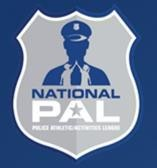 NATIONAL
PAL
POLICE ATHLETIC/ACTIVITIES LEAGUE